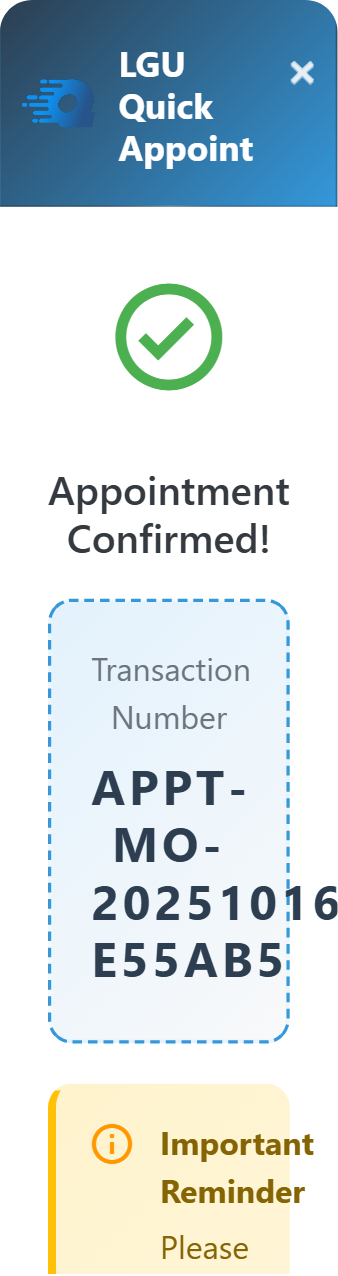 LGU
Quick
Appoint
×
Appointment
Confirmed!
Transaction
Number
APPT-
MO-
20251016
E55AB5
Important
Reminder
Please